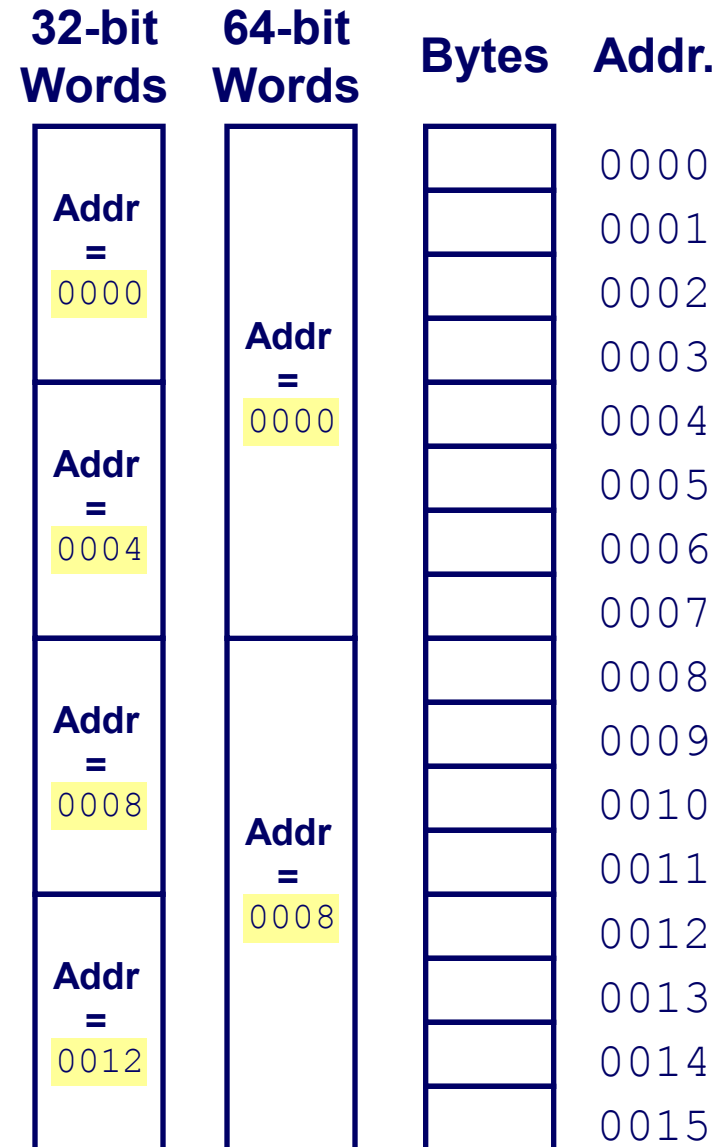 32-bit Words
64-bit Words
Bytes
Addr.
Addr
=
0000
Addr
=
0004
Addr
=
0008
Addr
=
0012
Addr
=
0000
Addr
=
0008
0000
0001
0002
0003
0004
0005
0006
0007
0008
0009
0010
0011
0012
0013
0014
0015